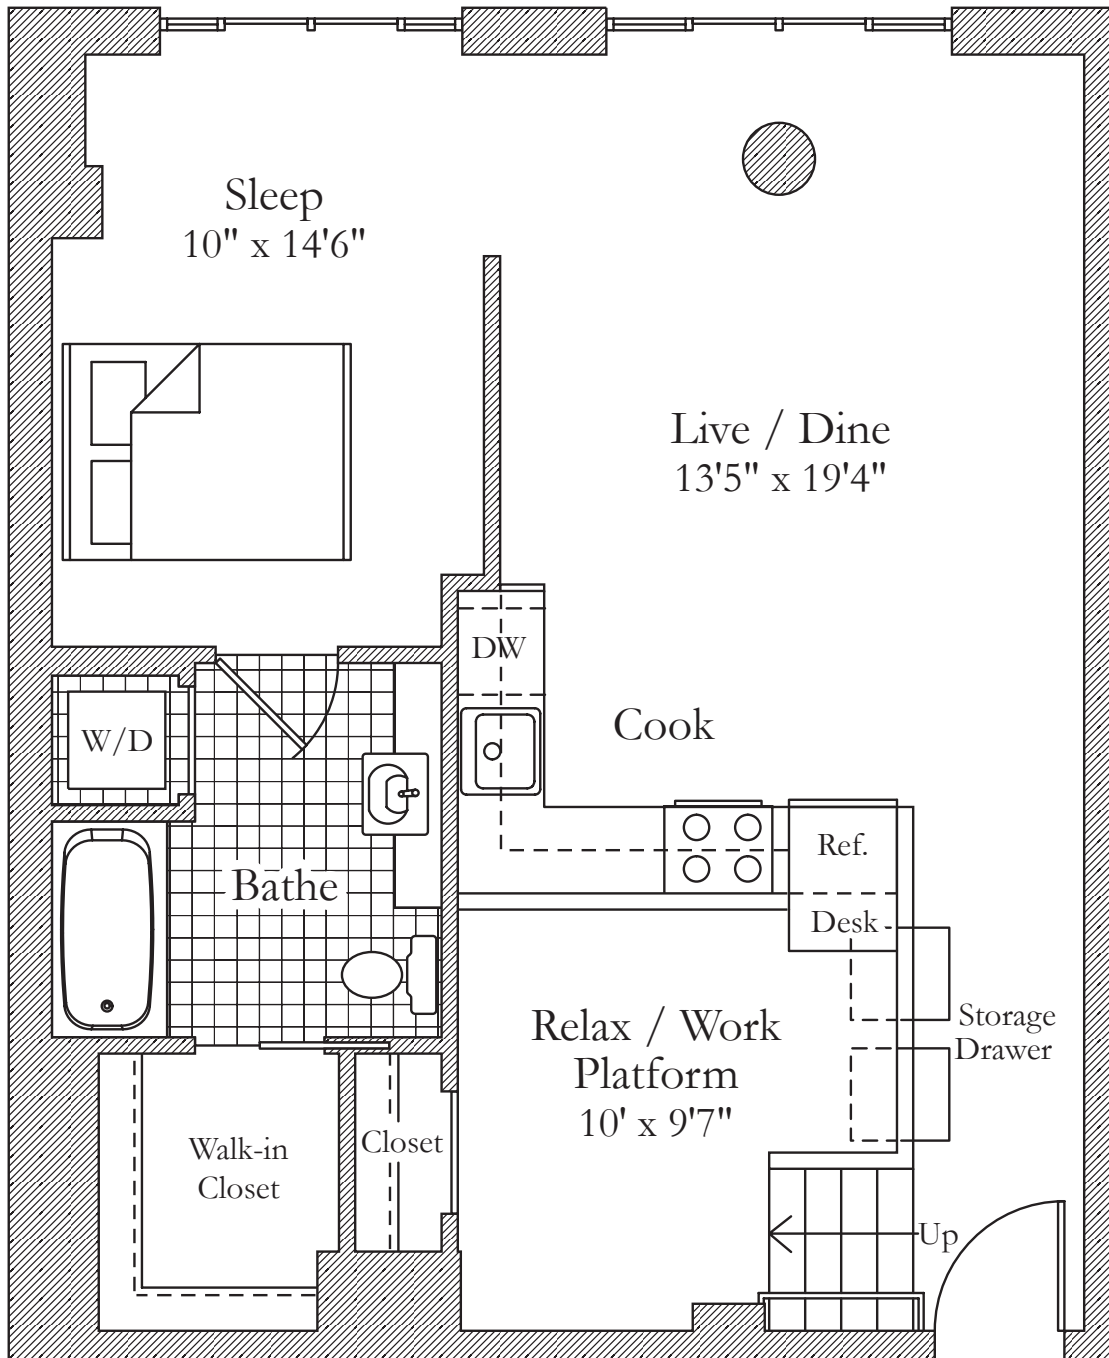 Sleep
10" x 14'6"
Live / Dine
13'5" x 19'4"
DW
Cook
W/D
Ref.
Bathe
Desk
Relax / Work
Platform
10' x 9'7"
Storage
Drawer
Walk-in
Closet
Closet
Up